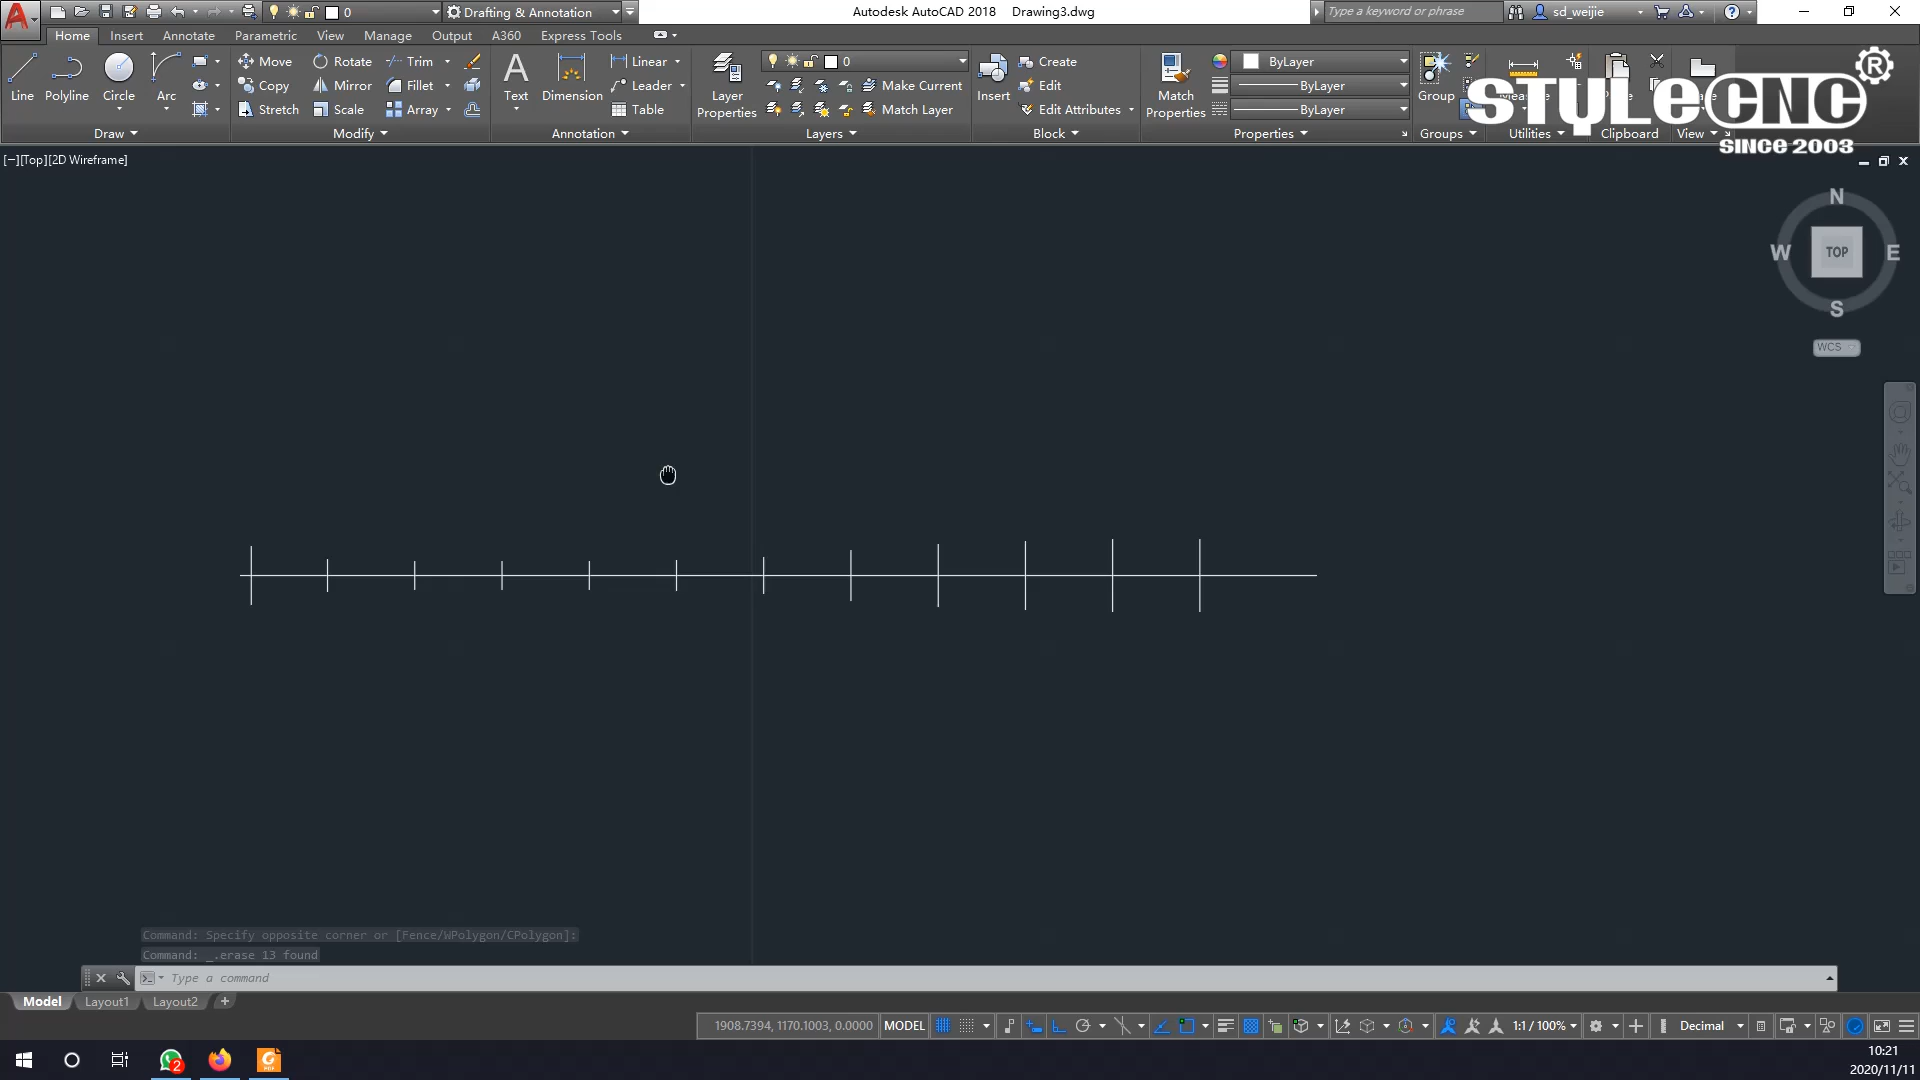 0
Drafting & Annotation
Autodesk AutoCAD 2018 Drawing3.dwg
Type a keyword or phrase
sd_weijie
Home Insert Annotate Parametric View Manage Output A360 Express Tools
Line
Polyline
Circle
Arc
Move
Rotate
Trim
Copy
Mirror
Fillet
Stretch
Scale
Array
Text
Dimension
Linear
Leader
Table
Layer
Properties
0
Make Current
Match Layer
Insert
Create
Edit
Edit Attributes
Match
Properties
ByLayer
ByLayer
ByLayer
Group
Draw
Modify
Annotation
Layers
Block
Properties
Groups
Utilities
Clipboard
View
STYLECNC®
SINCE 2003
[−][Top][2D Wireframe]
N
W
TOP
E
S
WCS
Command: Specify opposite corner or [Fence/WPolygon/CPolygon]:
Command: _.erase 13 found
Type a command
Model Layout1 Layout2 +
1908.7394, 1170.1003, 0.0000 MODEL
1:1 / 100%
Decimal
2
10:21
2020/11/11